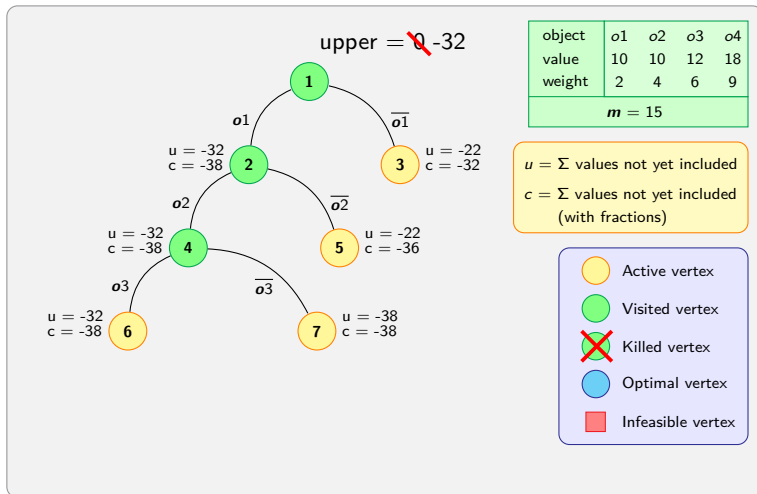 upper = 0 -32
object o1 o2 o3 o4
value 10 10 12 18
weight 2 4 6 9
m = 15
1
o1
o1
u = -32
c = -38
2
3
u = -22
c = -32
u = Σ values not yet included
c = Σ values not yet included
(with fractions)
o2
o2
u = -32
c = -38
4
5
u = -22
c = -36
o3
o3
u = -32
c = -38
6
7
u = -38
c = -38
Active vertex
Visited vertex
Killed vertex
Optimal vertex
Infeasible vertex